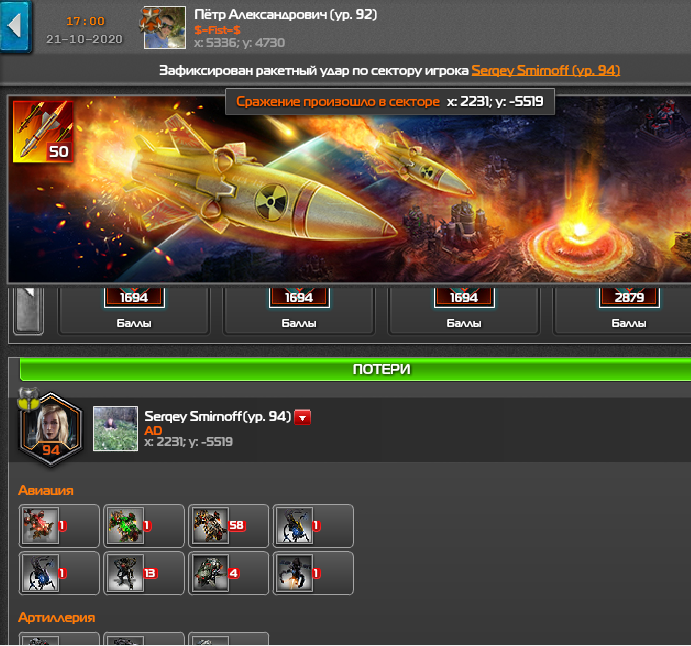 17:00
21-10-2020
Пётр Александрович (ур. 92)
$=Fist=$
x: 5336; y: 4730
Зафиксирован ракетный удар по сектору игрока Sergey Smirnoff (ур. 94)
Сражение произошло в секторе x: 2231; y: -5519
50
1694 1694 1694 2879
Баллы Баллы Баллы Баллы
ПОТЕРИ
Sergey Smirnoff(ур. 94)
AD
x: 2231; y: -5519
94
Авиация
1 1 58 1
1 13 4 1
Артиллерия